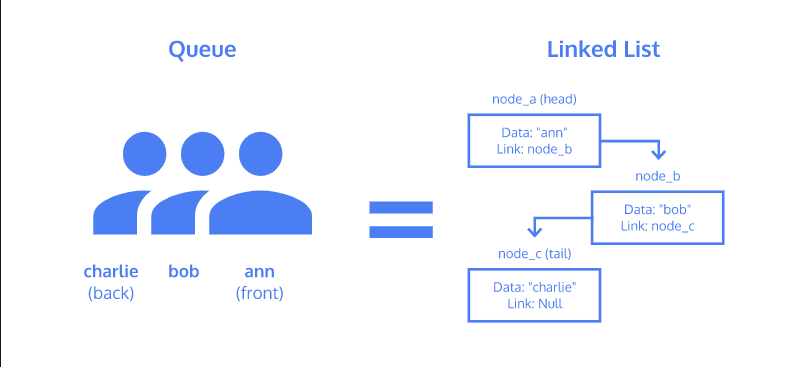 Queue
charlie
(back)
bob
ann
(front)
Linked List
node_a (head)
Data: "ann"
Link: node_b
node_b
Data: "bob"
Link: node_c
node_c (tail)
Data: "charlie"
Link: Null